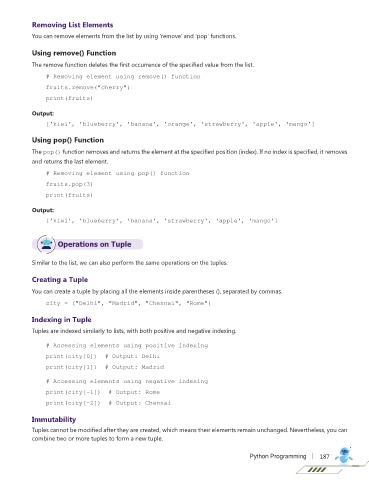 Removing List Elements
You can remove elements from the list by using 'remove' and 'pop' functions.
Using remove() Function
The remove function deletes the first occurrence of the specified value from the list.
# Removing element using remove() function
fruits.remove("cherry")
print(fruits)
Output:
['kiwi', 'blueberry', 'banana', 'orange', 'strawberry', 'apple', 'mango']
Using pop() Function
The pop() function removes and returns the element at the specified position (index). If no index is specified, it removes
and returns the last element.
# Removing element using pop() function
fruits.pop(3)
print(fruits)
Output:
['kiwi', 'blueberry', 'banana', 'strawberry', 'apple', 'mango']
Operations on Tuple
Similar to the list, we can also perform the same operations on the tuples.
Creating a Tuple
You can create a tuple by placing all the elements inside parentheses (), separated by commas.
city = ("Delhi", "Madrid", "Chennai", "Rome")
Indexing in Tuple
Tuples are indexed similarly to lists, with both positive and negative indexing.
# Accessing elements using positive indexing
print(city[0]) # Output: Delhi
print(city[1]) # Output: Madrid
# Accessing elements using negative indexing
print(city[-1]) # Output: Rome
print(city[-2]) # Output: Chennai
Immutability
Tuples cannot be modified after they are created, which means their elements remain unchanged. Nevertheless, you can
combine two or more tuples to form a new tuple.
Python Programming | 187